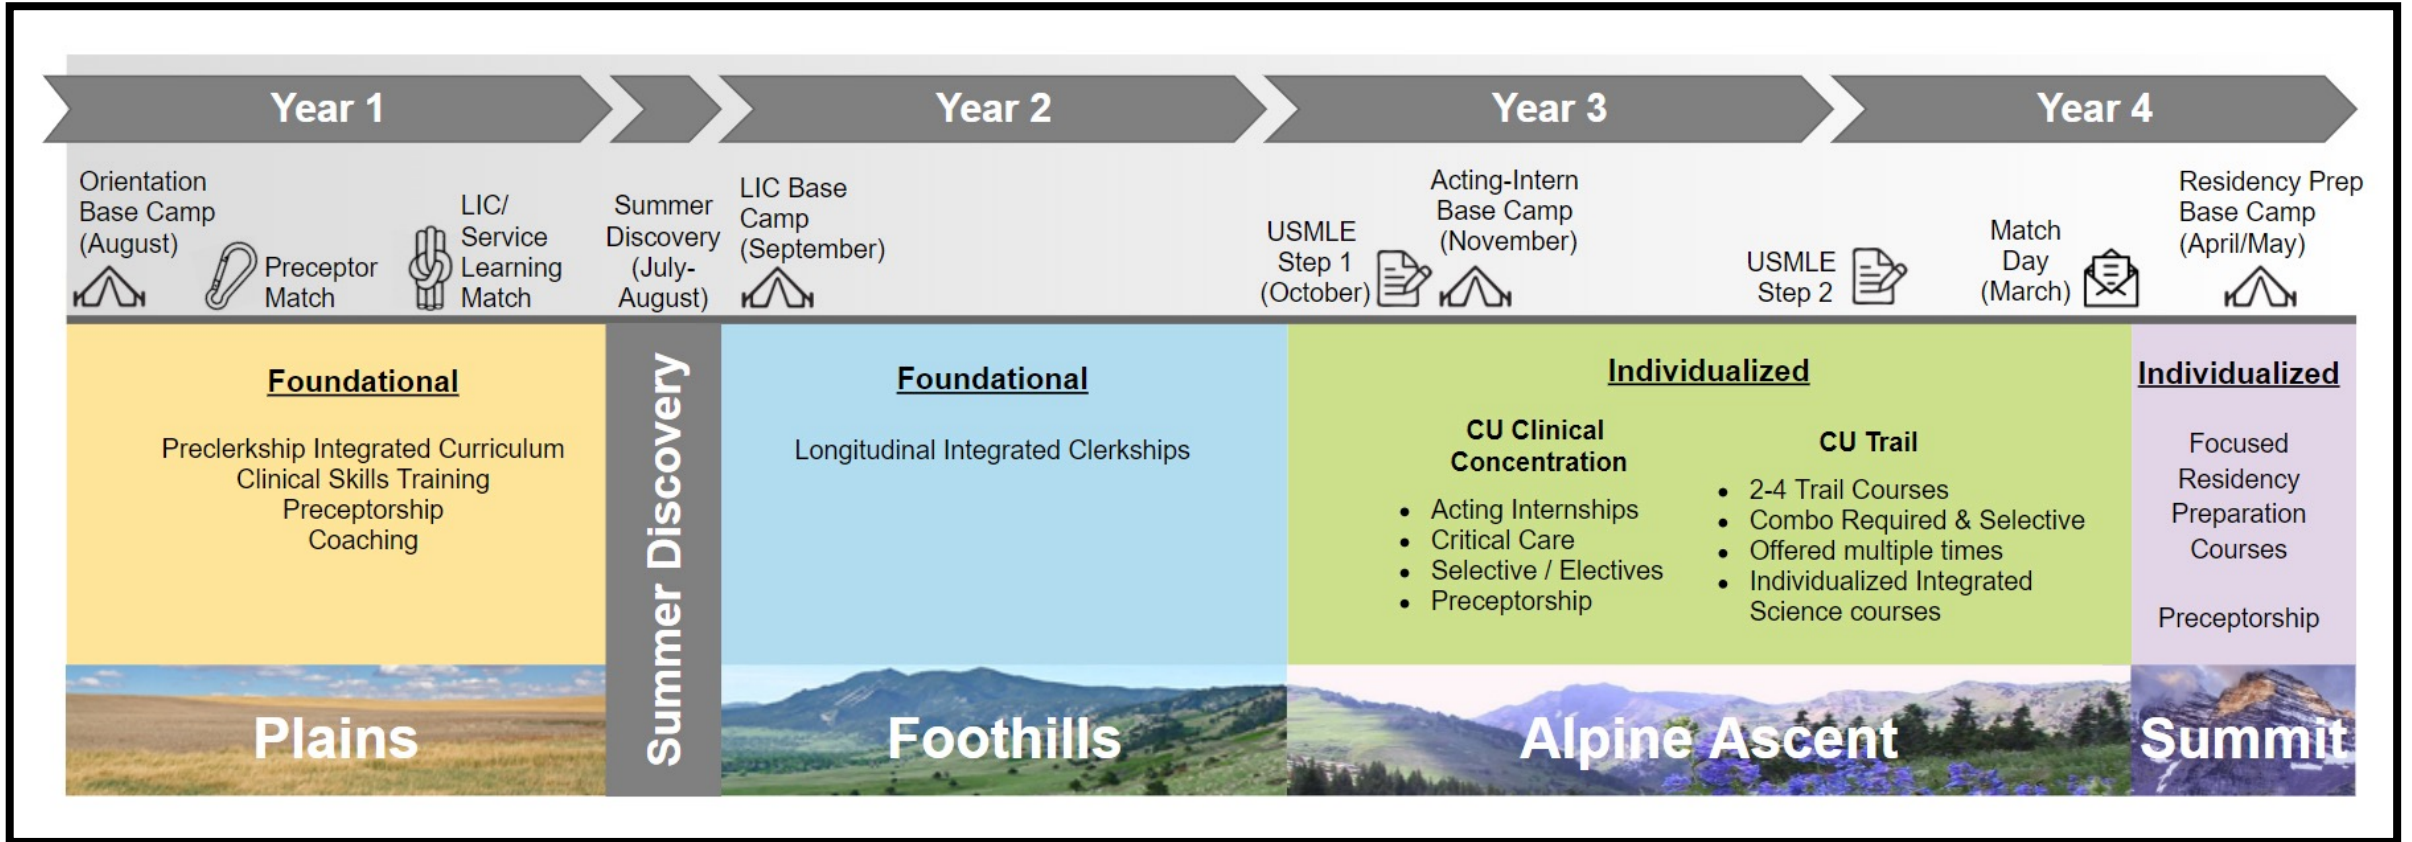 Year 1
Year 2
Year 3
Year 4
Orientation
Base Camp
(August)
Preceptor
Match
LIC/
Service
Learning
Match
Summer
Discovery
(July-
August)
LIC Base
Camp
(September)
USMLE
Step 1
(October)
Acting-Intern
Base Camp
(November)
USMLE
Step 2
Match
Day
(March)
Residency Prep
Base Camp
(April/May)
Foundational
Preclerkship Integrated Curriculum
Clinical Skills Training
Preceptorship
Coaching
Plains
Summer Discovery
Foundational
Longitudinal Integrated Clerkships
Foothills
Individualized
CU Clinical
Concentration
• Acting Internships
• Critical Care
• Selective / Electives
• Preceptorship
CU Trail
• 2-4 Trail Courses
• Combo Required & Selective
• Offered multiple times
• Individualized Integrated
Science courses
Alpine Ascent
Individualized
Focused
Residency
Preparation
Courses
Preceptorship
Summit